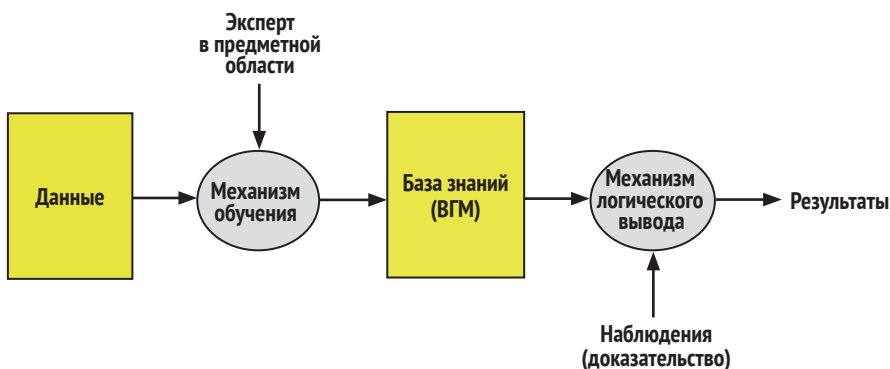 Эксперт
в предметной
области
Данные
Механизм
обучения
База знаний
(ВГМ)
Механизм
логического
вывода
Результаты
Наблюдения
(доказательство)